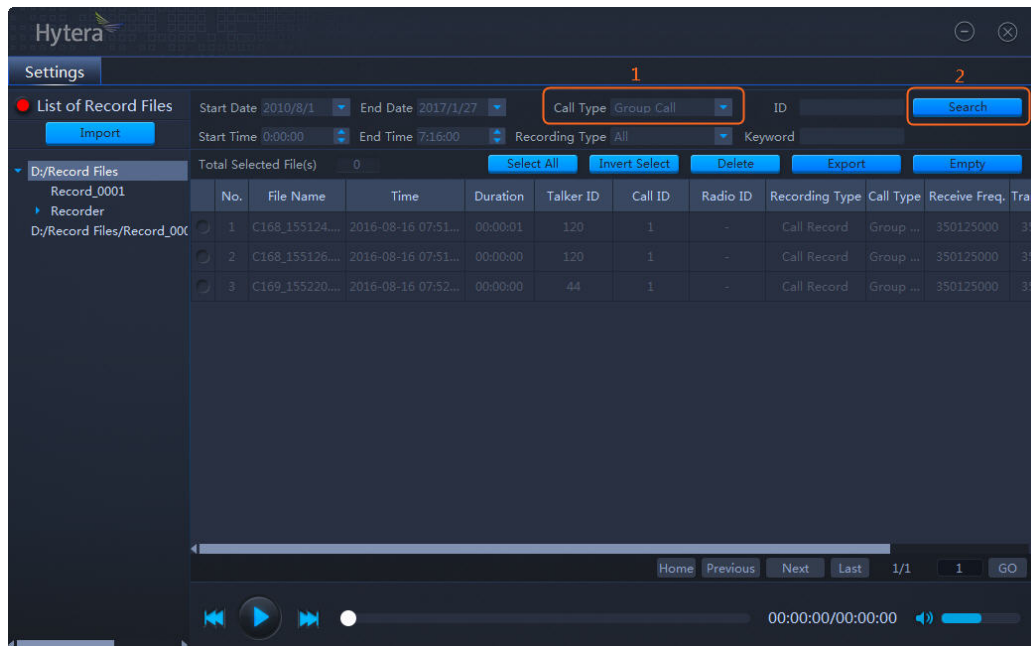 Hytera
Settings
1
2
List of Record Files
Start Date 2010/8/1 End Date 2017/1/27 Call Type Group Call ID Search
Import
Start Time 0:00:00 End Time 7:16:00 Recording Type All Keyword
Total Selected File(s) 0 Select All Invert Select Delete Export Empty
D:/Record Files
Record_0001
Recorder
D:/Record Files/Record_000
No. File Name Time Duration Talker ID Call ID Radio ID Recording Type Call Type Receive Freq. Tra
1 C168_155124.... 2016-08-16 07:51... 00:00:01 120 1 - Call Record Group ... 350125000 3
2 C168_155126.... 2016-08-16 07:51... 00:00:00 120 1 - Call Record Group ... 350125000 3
3 C169_155220.... 2016-08-16 07:52... 00:00:00 44 1 - Call Record Group ... 350125000 3
Home Previous Next Last 1/1 1 GO
00:00:00/00:00:00